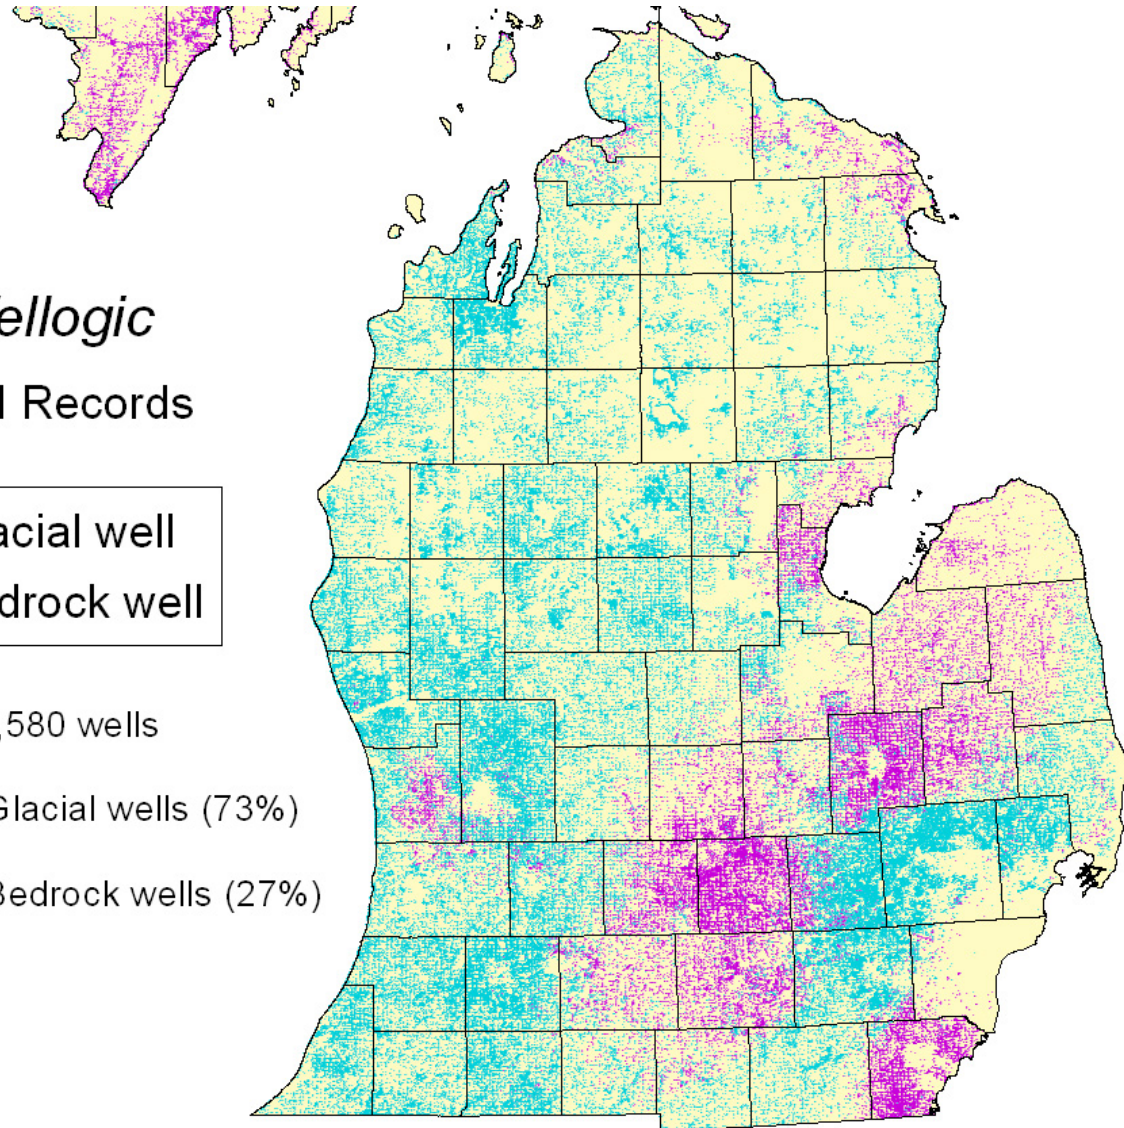 ellogic
l Records
acial well
drock well
,580 wells
Glacial wells (73%)
Bedrock wells (27%)